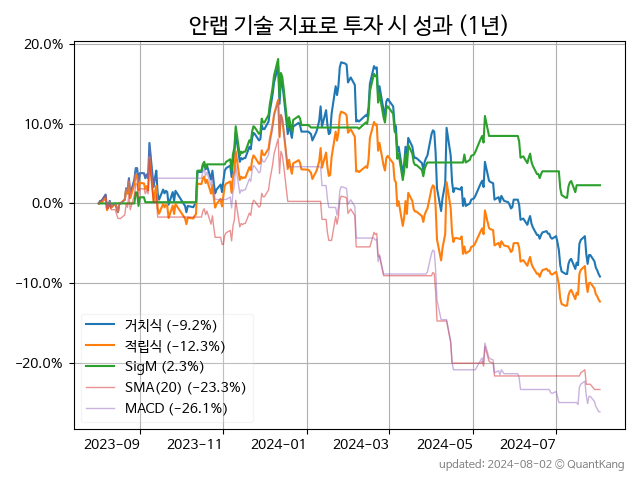 안랩 기술 지표로 투자 시 성과 (1년)
20.0%
10.0%
0.0%
−10.0%
−20.0%
거치식 (−9.2%)
적립식 (−12.3%)
SigM (2.3%)
SMA(20) (−23.3%)
MACD (−26.1%)
2023-09 2023-11 2024-01 2024-03 2024-05 2024-07
updated: 2024-08-02 © QuantKang